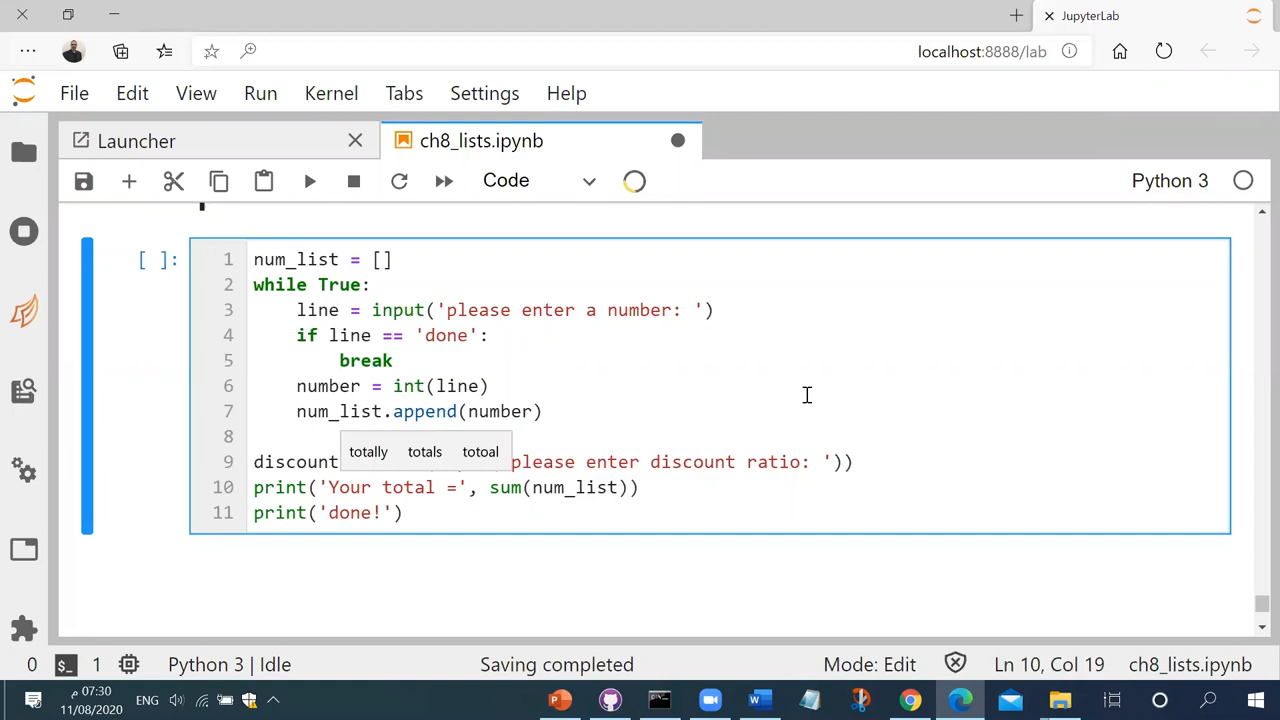 JupyterLab
localhost:8888/lab
File Edit View Run Kernel Tabs Settings Help
Launcher ch8_lists.ipynb
Code Python 3
[ ]:
1 num_list = []
2 while True:
3 line = input('please enter a number: ')
4 if line == 'done':
5 break
6 number = int(line)
7 num_list.append(number)
8
totally totals totoal
9 discount please enter discount ratio: '))
10 print('Your total =', sum(num_list))
11 print('done!')
0 1 Python 3 | Idle Saving completed Mode: Edit Ln 10, Col 19 ch8_lists.ipynb
م 07:30 ENG
11/08/2020